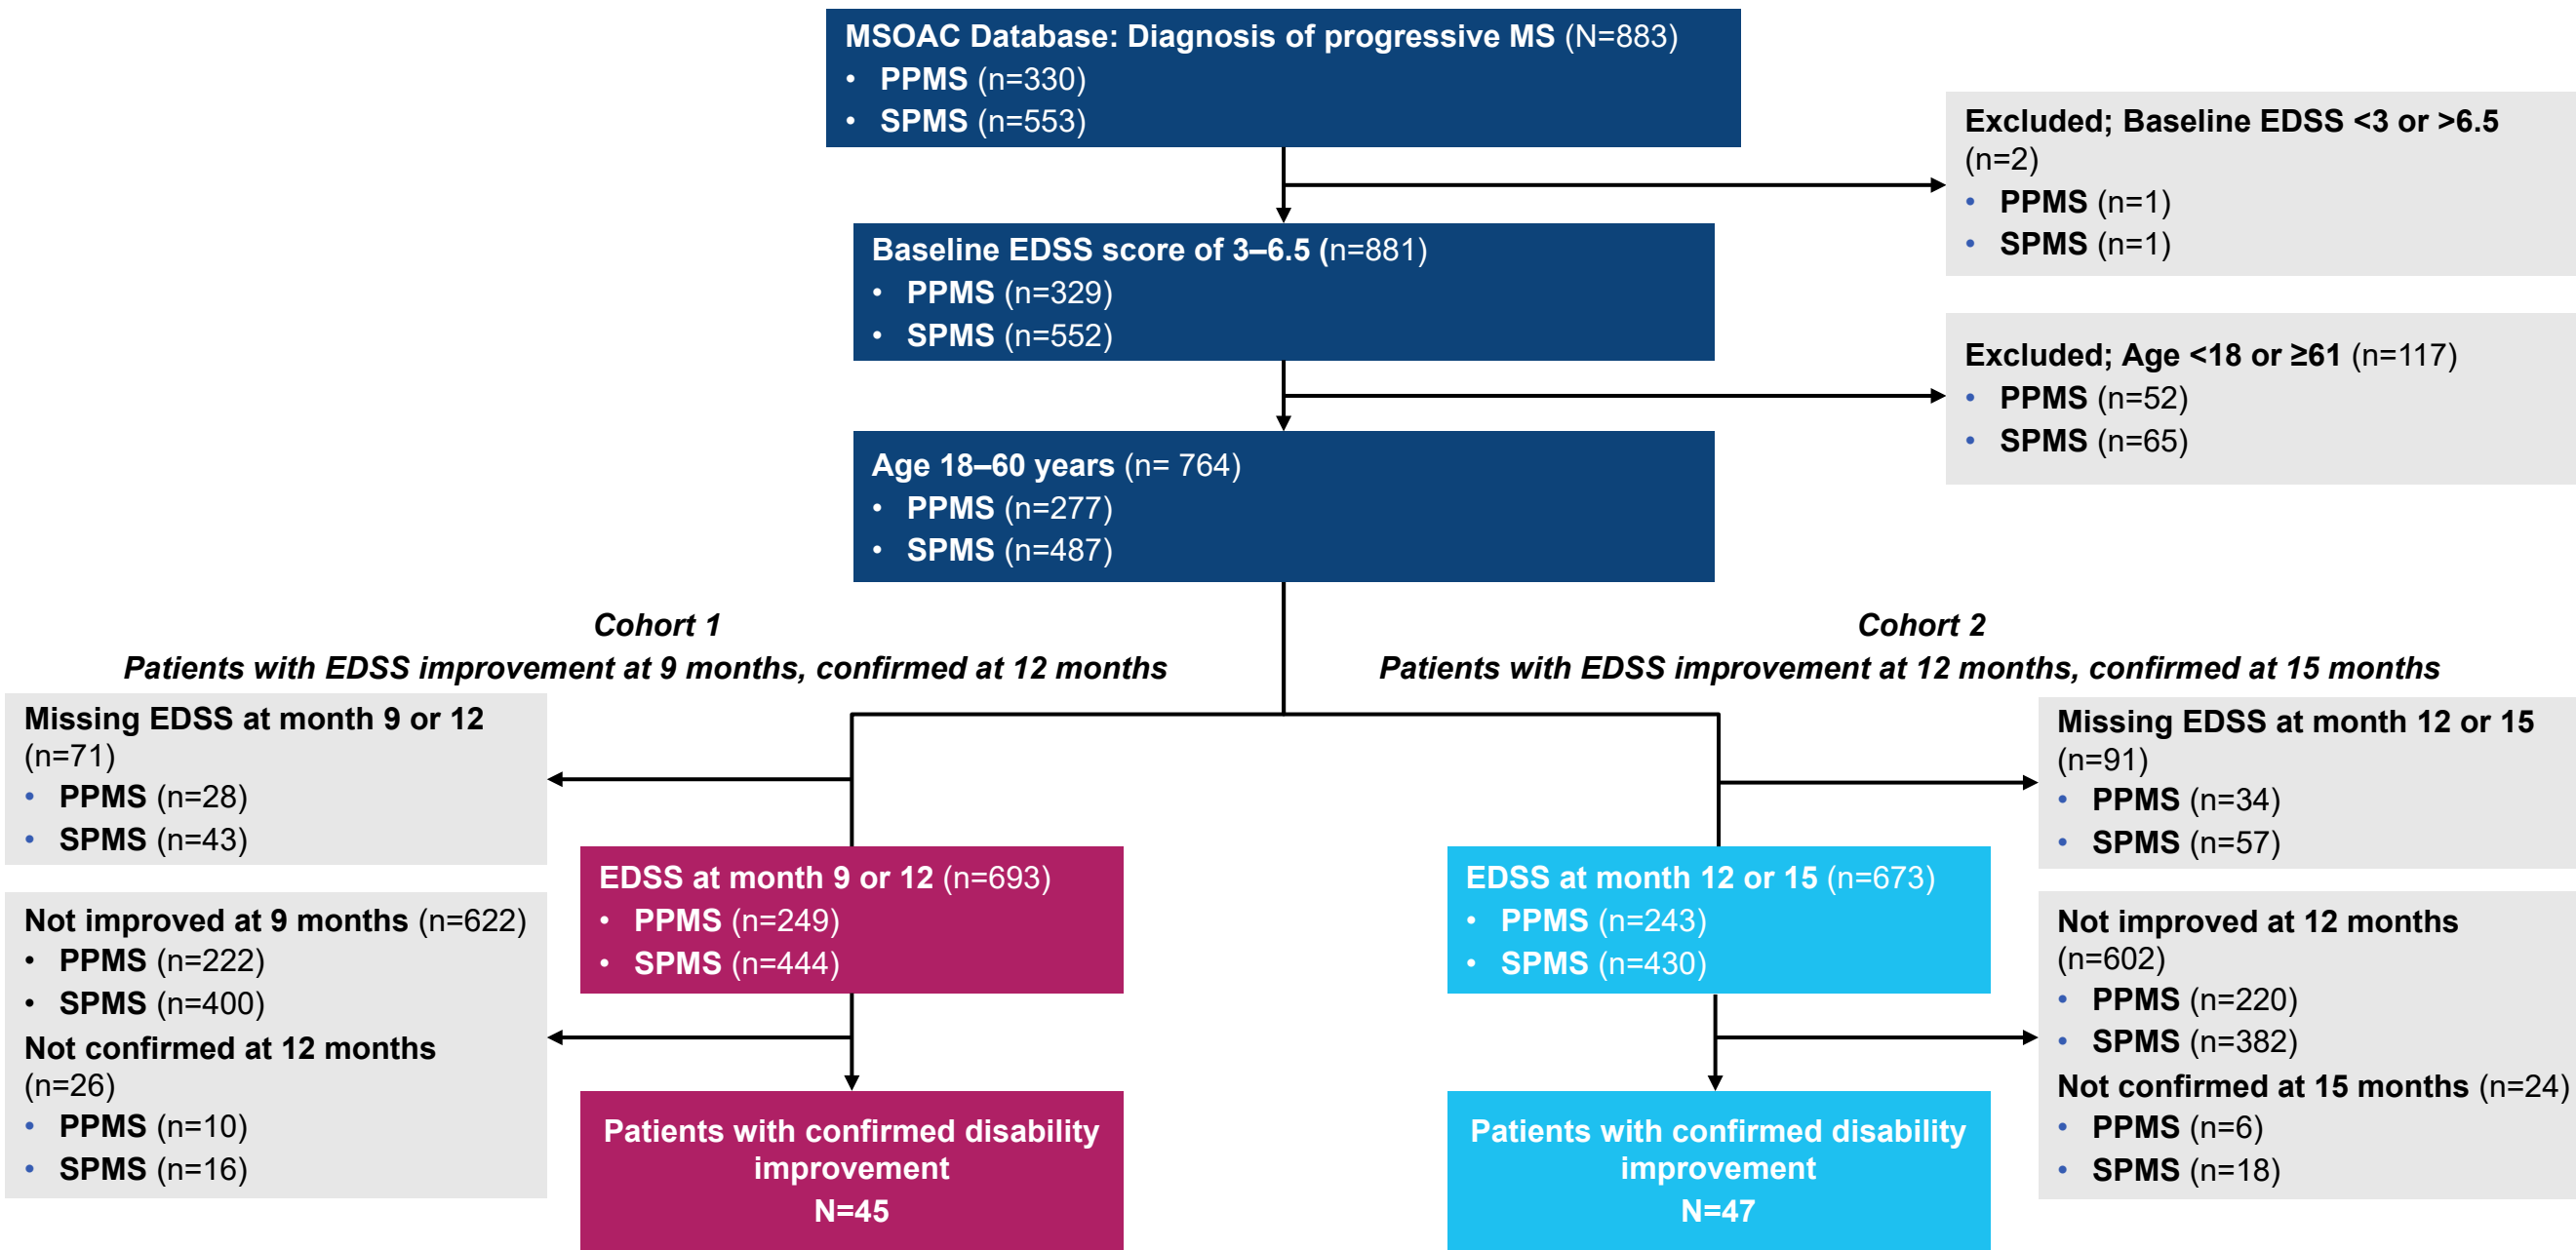 MSOAC Database: Diagnosis of progressive MS (N=883)
• PPMS (n=330)
• SPMS (n=553)
Excluded; Baseline EDSS <3 or >6.5
(n=2)
• PPMS (n=1)
• SPMS (n=1)
Baseline EDSS score of 3–6.5 (n=881)
• PPMS (n=329)
• SPMS (n=552)
Excluded; Age <18 or ≥61 (n=117)
• PPMS (n=52)
• SPMS (n=65)
Age 18–60 years (n= 764)
• PPMS (n=277)
• SPMS (n=487)
Cohort 1
Patients with EDSS improvement at 9 months, confirmed at 12 months
Missing EDSS at month 9 or 12
(n=71)
• PPMS (n=28)
• SPMS (n=43)
EDSS at month 9 or 12 (n=693)
• PPMS (n=249)
• SPMS (n=444)
Not improved at 9 months (n=622)
• PPMS (n=222)
• SPMS (n=400)
Not confirmed at 12 months
(n=26)
• PPMS (n=10)
• SPMS (n=16)
Patients with confirmed disability
improvement
N=45
Cohort 2
Patients with EDSS improvement at 12 months, confirmed at 15 months
Missing EDSS at month 12 or 15
(n=91)
• PPMS (n=34)
• SPMS (n=57)
EDSS at month 12 or 15 (n=673)
• PPMS (n=243)
• SPMS (n=430)
Not improved at 12 months
(n=602)
• PPMS (n=220)
• SPMS (n=382)
Not confirmed at 15 months (n=24)
• PPMS (n=6)
• SPMS (n=18)
Patients with confirmed disability
improvement
N=47